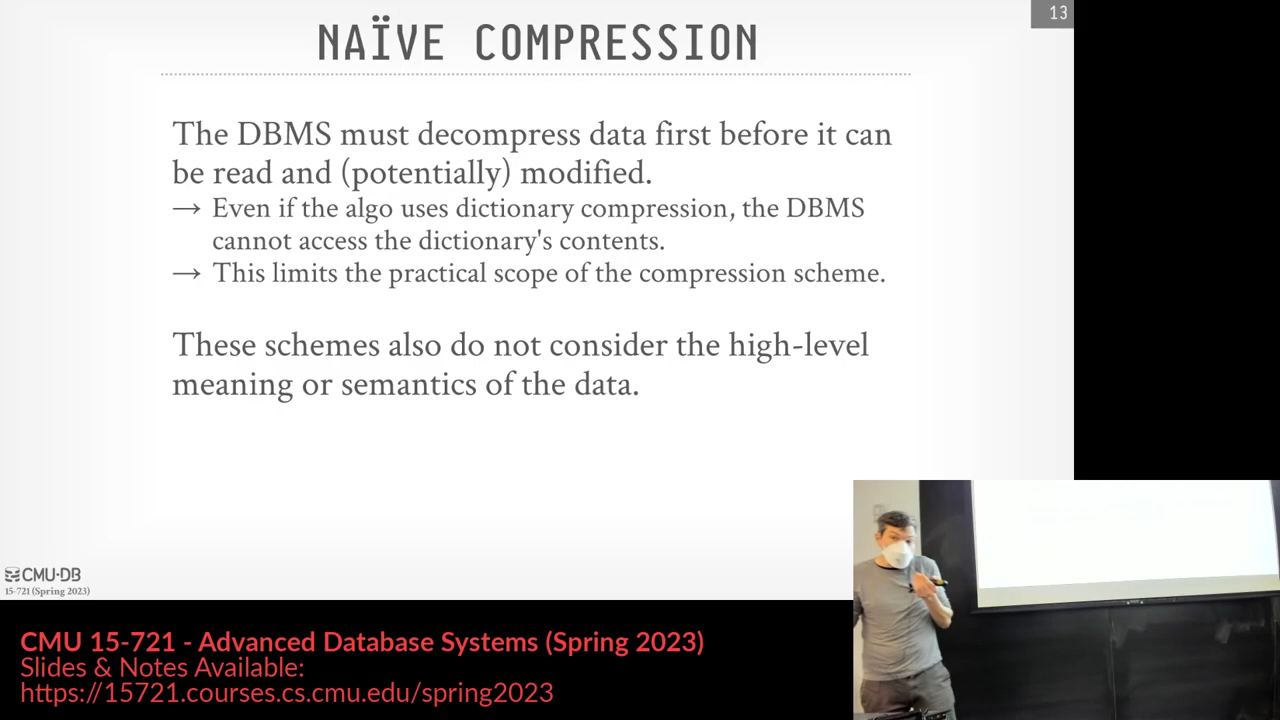 13
NAÏVE COMPRESSION
The DBMS must decompress data first before it can
be read and (potentially) modified.
→ Even if the algo uses dictionary compression, the DBMS
cannot access the dictionary's contents.
→ This limits the practical scope of the compression scheme.
These schemes also do not consider the high-level
meaning or semantics of the data.
CMU·DB
15-721 (Spring 2023)
CMU 15-721 - Advanced Database Systems (Spring 2023)
Slides & Notes Available:
https://15721.courses.cs.cmu.edu/spring2023